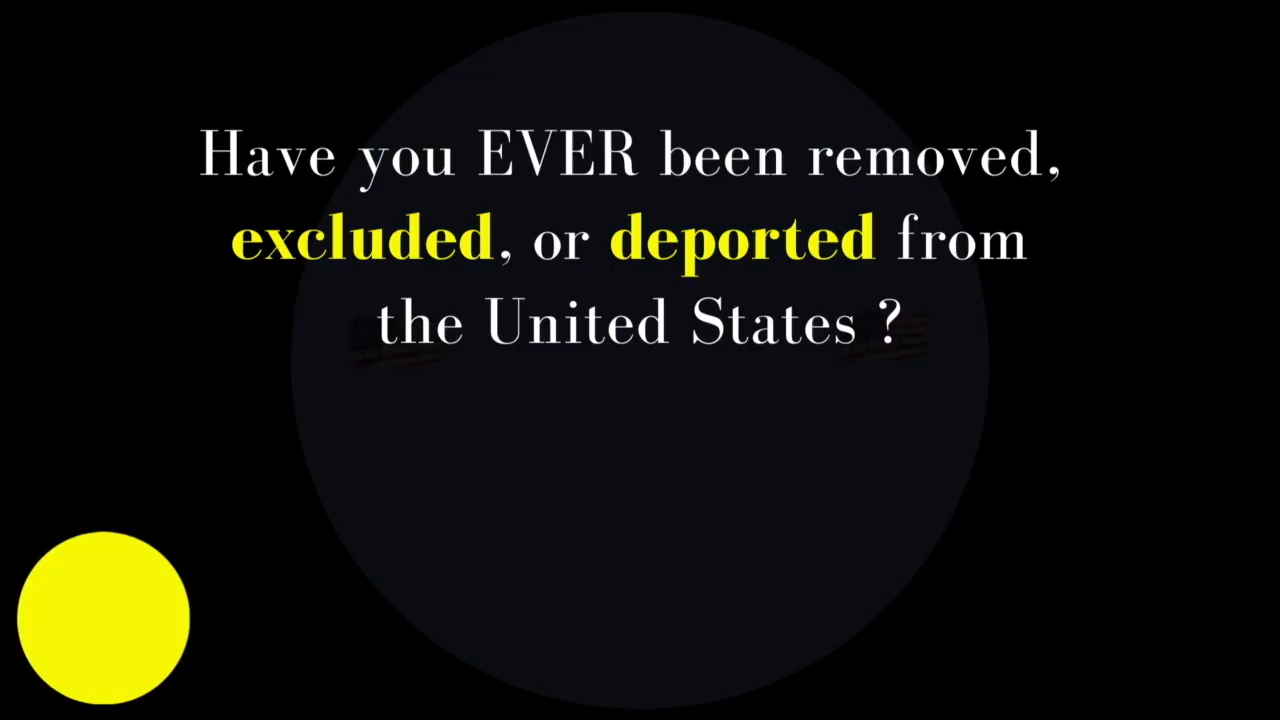 Have you EVER been removed,
excluded, or deported from
the United States ?